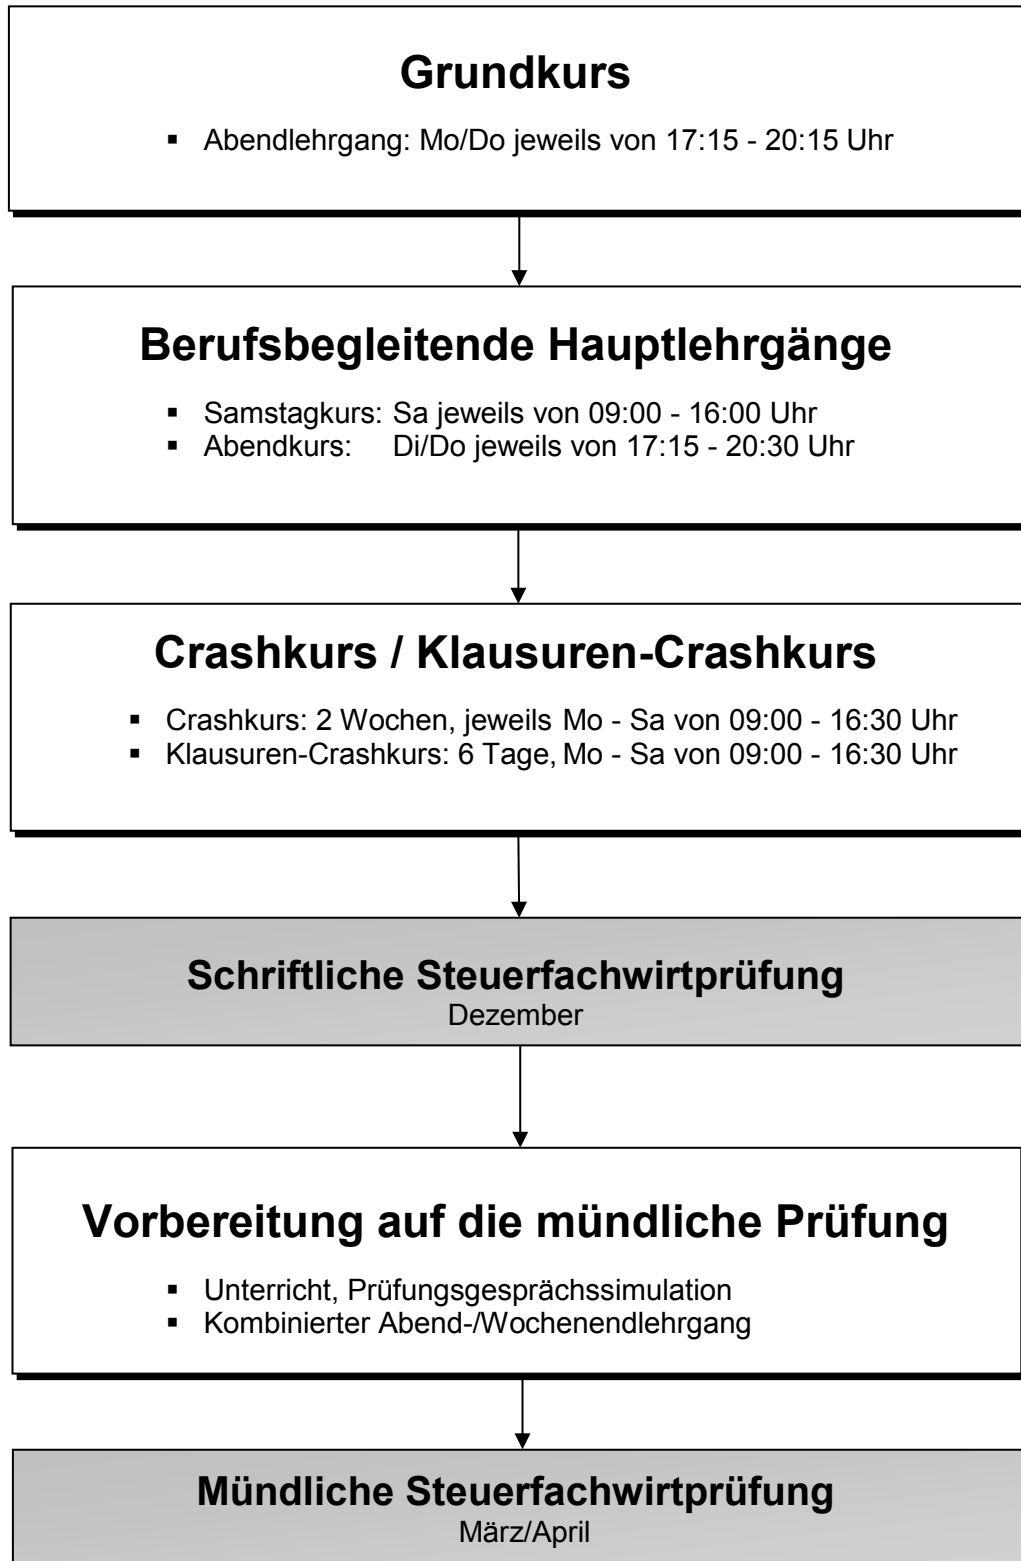 Grundkurs
▪ Abendlehrgang: Mo/Do jeweils von 17:15 - 20:15 Uhr
Berufsbegleitende Hauptlehrgänge
▪ Samstagkurs: Sa jeweils von 09:00 - 16:00 Uhr
▪ Abendkurs: Di/Do jeweils von 17:15 - 20:30 Uhr
Crashkurs / Klausuren-Crashkurs
▪ Crashkurs: 2 Wochen, jeweils Mo - Sa von 09:00 - 16:30 Uhr
▪ Klausuren-Crashkurs: 6 Tage, Mo - Sa von 09:00 - 16:30 Uhr
Schriftliche Steuerfachwirtprüfung
Dezember
Vorbereitung auf die mündliche Prüfung
▪ Unterricht, Prüfungsgesprächssimulation
▪ Kombinierter Abend-/Wochenendlehrgang
Mündliche Steuerfachwirtprüfung
März/April